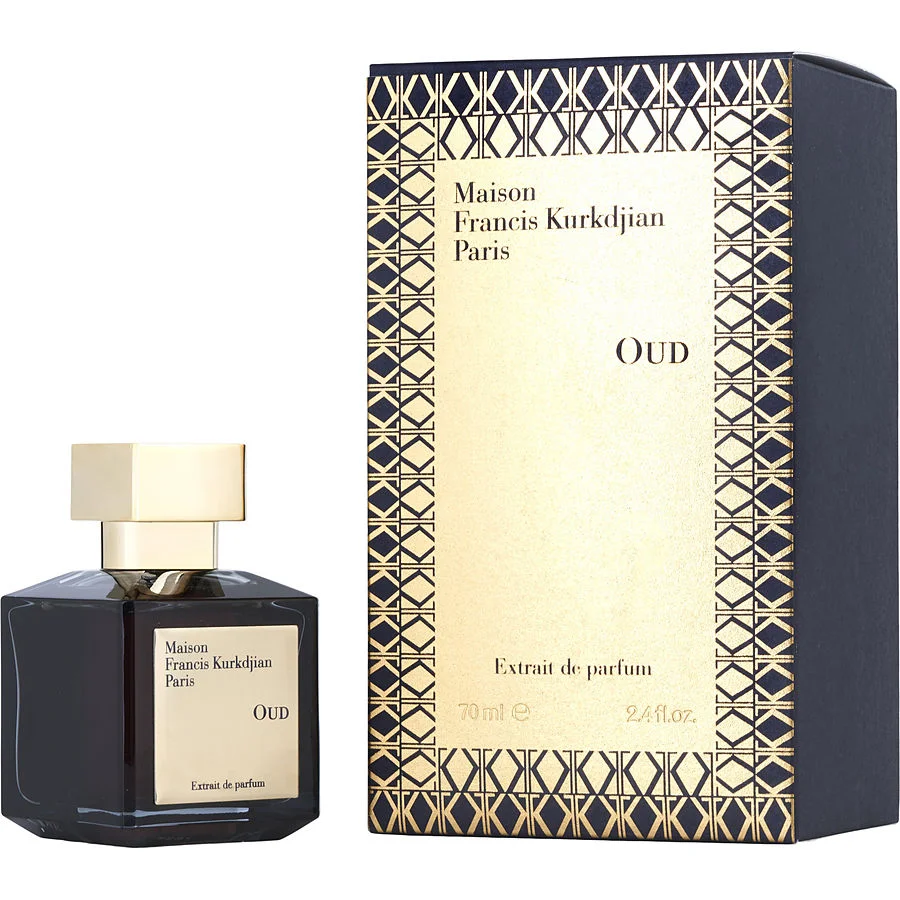 Maison
Francis Kurkdjian
Paris
OUD
Extrait de parfum
70 ml ℮ 2.4 fl.oz.
Maison
Francis Kurkdjian
Paris
OUD
Extrait de parfum